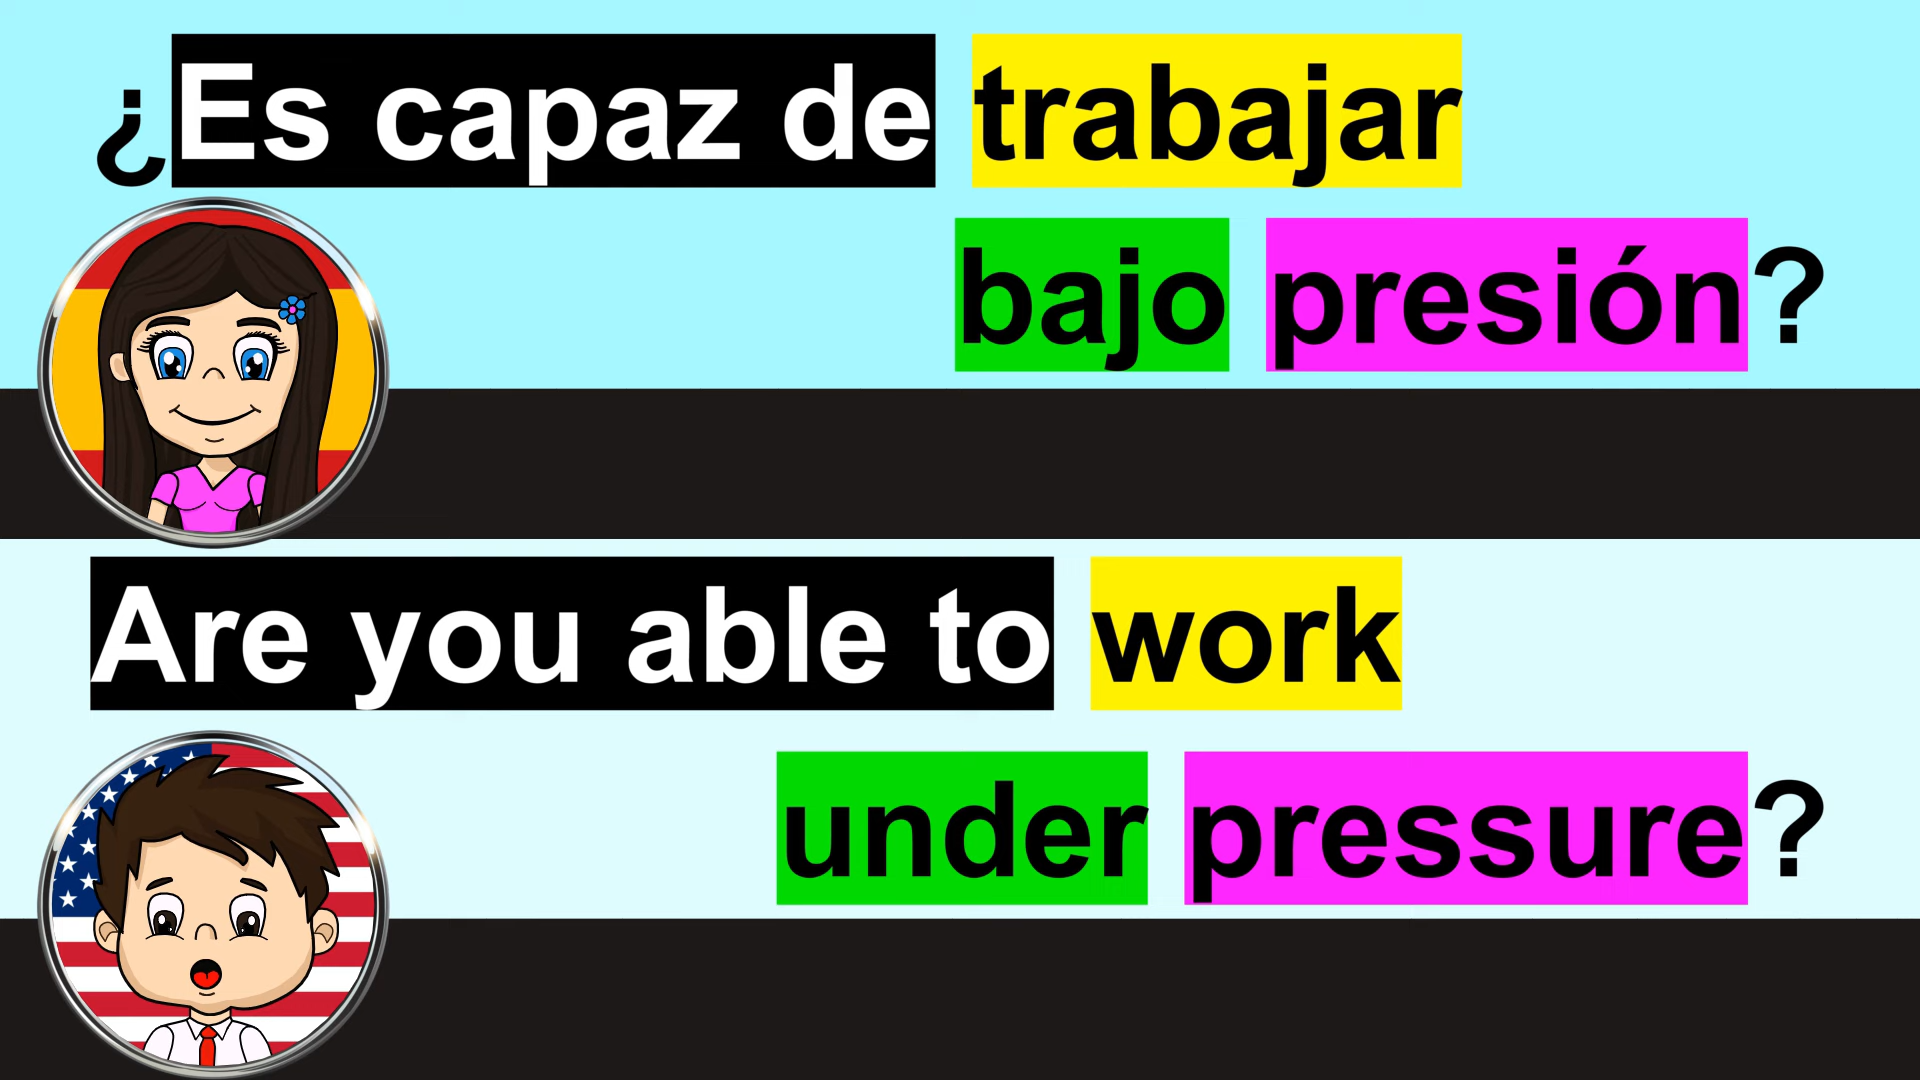 ¿Es capaz de trabajar
bajo presión?
Are you able to work
under pressure?